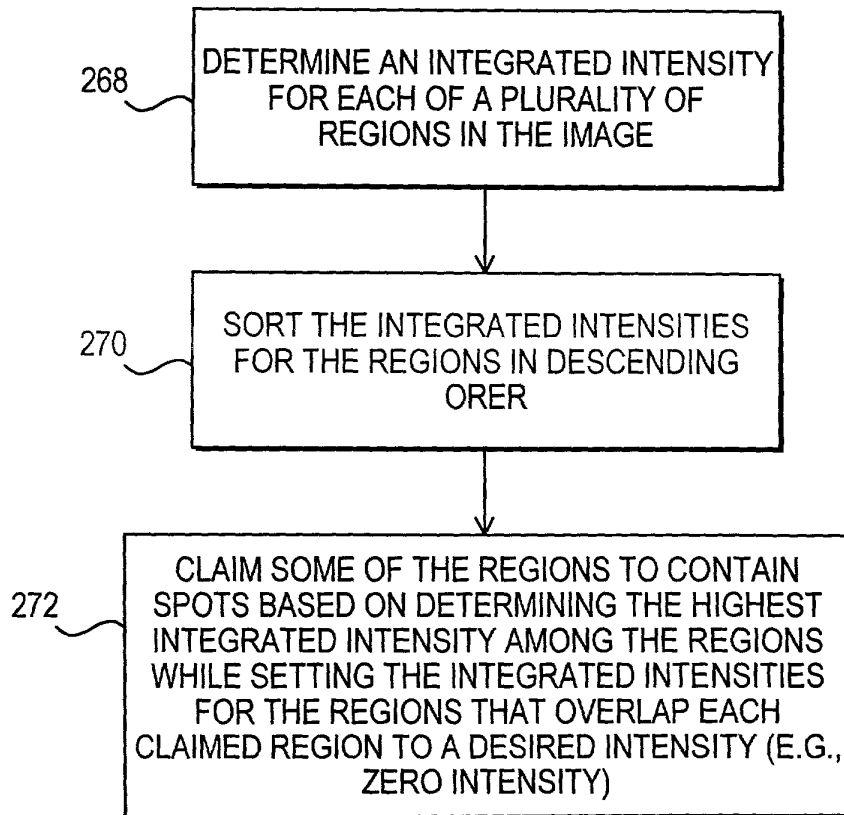 268
DETERMINE AN INTEGRATED INTENSITY
FOR EACH OF A PLURALITY OF
REGIONS IN THE IMAGE
270
SORT THE INTEGRATED INTENSITIES
FOR THE REGIONS IN DESCENDING
ORER
272
CLAIM SOME OF THE REGIONS TO CONTAIN
SPOTS BASED ON DETERMINING THE HIGHEST
INTEGRATED INTENSITY AMONG THE REGIONS
WHILE SETTING THE INTEGRATED INTENSITIES
FOR THE REGIONS THAT OVERLAP EACH
CLAIMED REGION TO A DESIRED INTENSITY (E.G.,
ZERO INTENSITY)